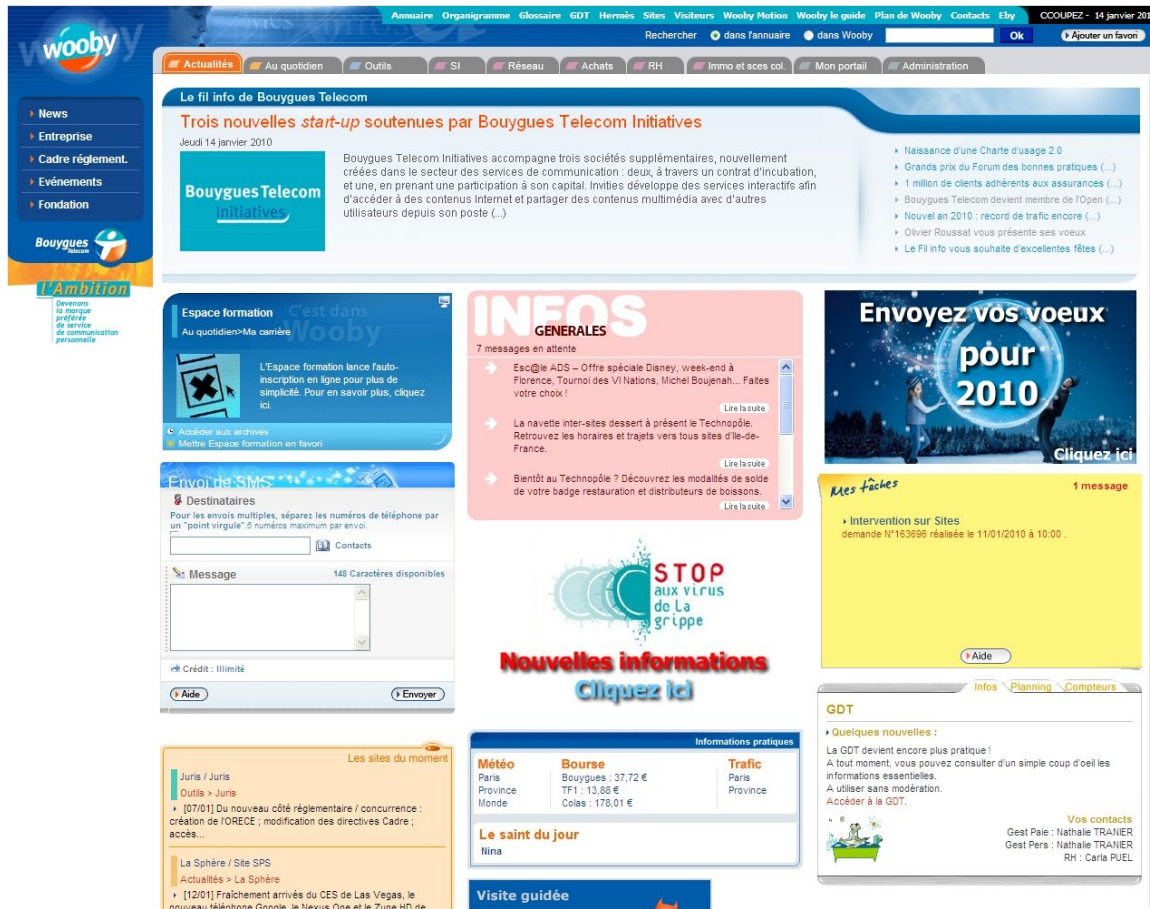 Annuaire Organigramme Glossaire GDT Hermès Sites Visiteurs Wooby Motion Wooby le guide Plan de Wooby Contacts Eby CCOUPEZ - 14 janvier 201
wooby
Rechercher dans l'annuaire dans Wooby Ok Ajouter un favori
Actualités Au quotidien Outils SI Réseau Achats RH Immo et sces col. Mon portail Administration
News
Entreprise
Cadre réglement.
Evénements
Fondation
Bouygues
Telecom
l'Ambition
Devenons
la marque
préférée
de service
de communication
personnelle
Le fil info de Bouygues Telecom
Trois nouvelles start-up soutenues par Bouygues Telecom Initiatives
Jeudi 14 janvier 2010
Bouygues Telecom
Initiatives
Bouygues Telecom Initiatives accompagne trois sociétés supplémentaires, nouvellement
créées dans le secteur des services de communication : deux, à travers un contrat d'incubation,
et une, en prenant une participation à son capital. Invities développe des services interactifs afin
d'accéder à des contenus Internet et partager des contenus multimédia avec d'autres
utilisateurs depuis son poste (...)
Naissance d'une Charte d'usage 2.0
Grands prix du Forum des bonnes pratiques (...)
1 million de clients adhérents aux assurances (...)
Bouygues Telecom devient membre de l'Open (...)
Nouvel an 2010 : record de trafic encore (...)
Olivier Roussat vous présente ses voeux
Le Fil info vous souhaite d'excellentes fêtes (...)
Espace formation
C'est dans
Wooby
Au quotidien>Ma carrière
L'Espace formation lance l'auto-
inscription en ligne pour plus de
simplicité. Pour en savoir plus, cliquez
ici.
Accéder aux archives
Mettre Espace formation en favori
Envoi de SMS
SMS
Destinataires
Pour les envois multiples, séparez les numéros de téléphone par
un "point virgule".6 numéros maximum par envoi.
Contacts
Message 148 Caractères disponibles
Crédit : Illimité
Aide Envoyer
Les sites du moment
Juris / Juris
Outils > Juris
[07/01] Du nouveau côté réglementaire / concurrence :
création de l'ORECE ; modification des directives Cadre ;
accès...
La Sphère / Site SPS
Actualités > La Sphère
[12/01] Fraîchement arrivés du CES de Las Vegas, le
nouveau téléphone Google, le Nexus One et le Zune HD de
INFOS
GENERALES
7 messages en attente
Esc@le ADS – Offre spéciale Disney, week-end à
Florence, Tournoi des VI Nations, Michel Boujenah... Faites
votre choix !
Lire la suite
La navette inter-sites dessert à présent le Technopôle.
Retrouvez les horaires et trajets vers tous sites d'Ile-de-
France.
Lire la suite
Bientôt au Technopôle ? Découvrez les modalités de solde
de votre badge restauration et distributeurs de boissons.
Lire la suite
STOP
aux virus
de la
grippe
Nouvelles informations
Cliquez ici
Informations pratiques
Météo Bourse Trafic
Paris Bouygues : 37,72 € Paris
Province TF1 : 13,88 € Province
Monde Colas : 178,01 €
Le saint du jour
Nina
Visite guidée
Envoyez vos voeux
pour
2010
Cliquez ici
Mes tâches 1 message
Intervention sur Sites
demande N°163696 réalisée le 11/01/2010 à 10:00 .
Aide
Infos Planning Compteurs
GDT
Quelques nouvelles :
La GDT devient encore plus pratique !
A tout moment, vous pouvez consulter d'un simple coup d'oeil les
informations essentielles.
A utiliser sans modération.
Accéder à la GDT.
Vos contacts
Gest Paie : Nathalie TRANIER
Gest Pers : Nathalie TRANIER
RH : Carla PUEL